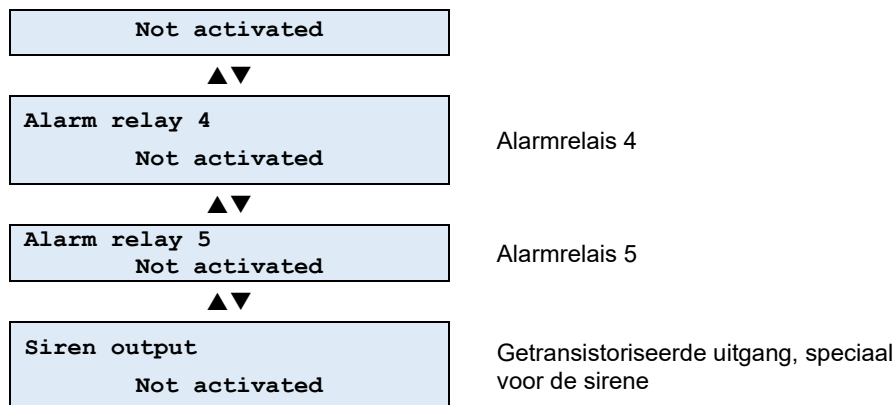 Not activated
▲▼
Alarm relay 4
Alarmrelais 4
Not activated
▲▼
Alarm relay 5
Alarmrelais 5
Not activated
▲▼
Siren output
Getransistoriseerde uitgang, speciaal
voor de sirene
Not activated